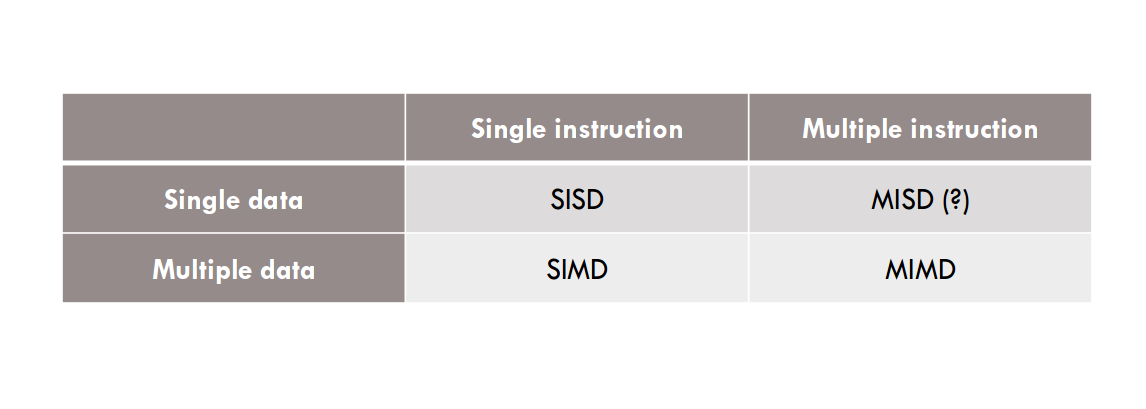 Single instruction Multiple instruction
Single data SISD MISD (?)
Multiple data SIMD MIMD